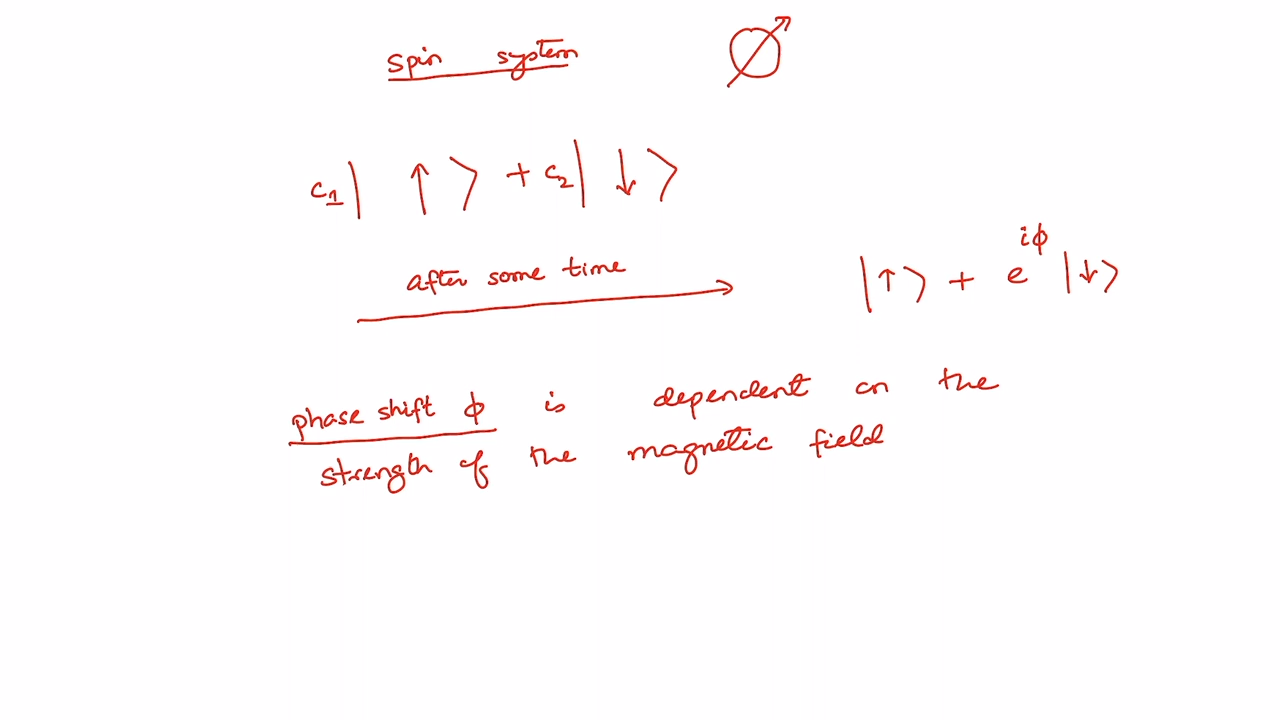 spin system
c₁|↑⟩ + c₂|↓⟩
after some time
|↑⟩ + e^{iϕ} |↓⟩
phase shift ϕ is dependent on the
strength of the magnetic field